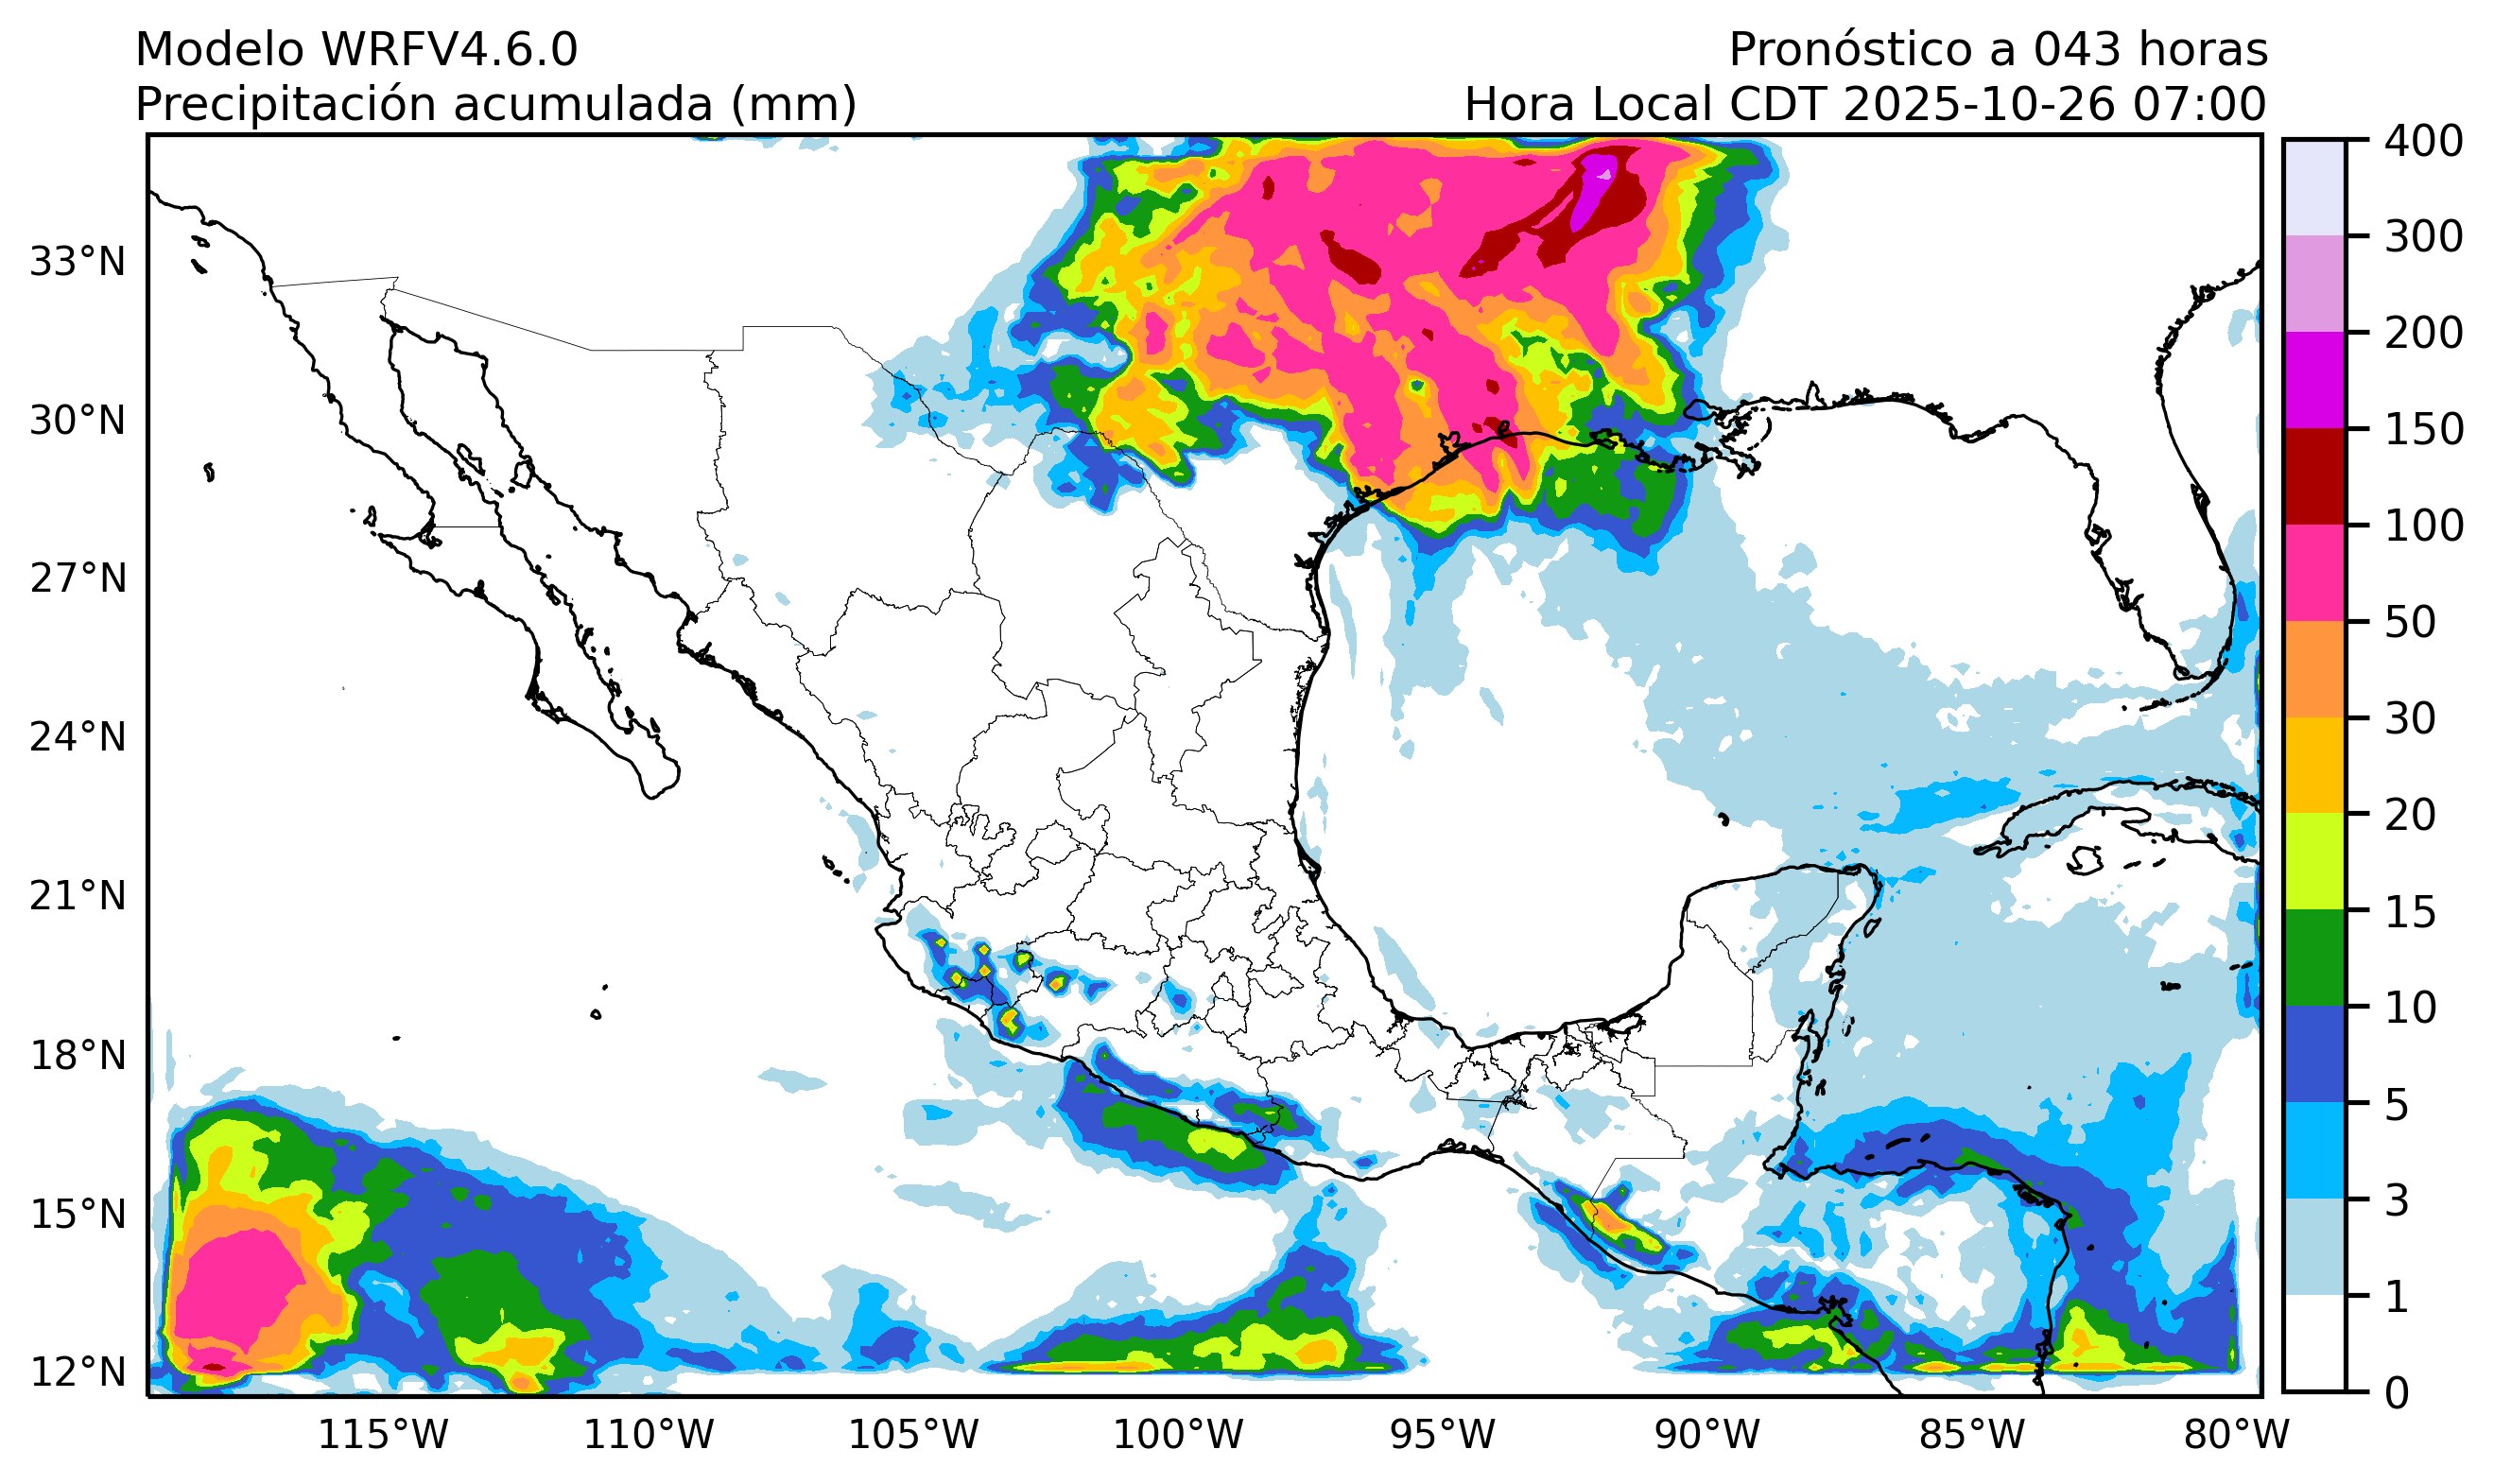 Modelo WRFV4.6.0
Pronóstico a 043 horas
Precipitación acumulada (mm)
Hora Local CDT 2025-10-26 07:00
33°N
30°N
27°N
24°N
21°N
18°N
15°N
12°N
115°W
110°W
105°W
100°W
95°W
90°W
85°W
80°W
400
300
200
150
100
50
30
20
15
10
5
3
1
0